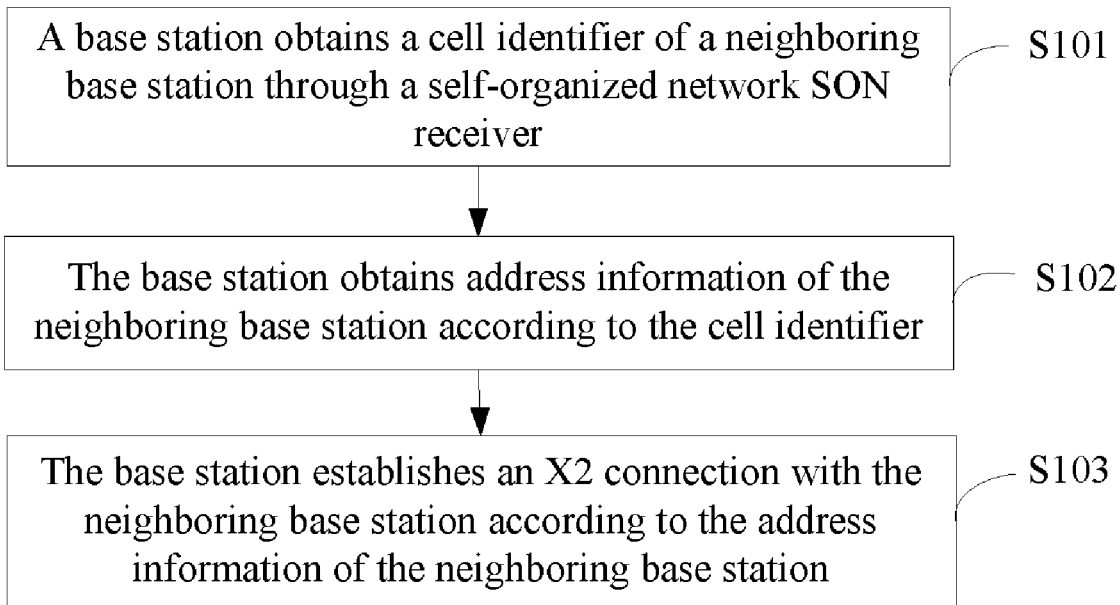 A base station obtains a cell identifier of a neighboring
base station through a self-organized network SON
receiver
S101
The base station obtains address information of the
neighboring base station according to the cell identifier
S102
The base station establishes an X2 connection with the
neighboring base station according to the address
information of the neighboring base station
S103